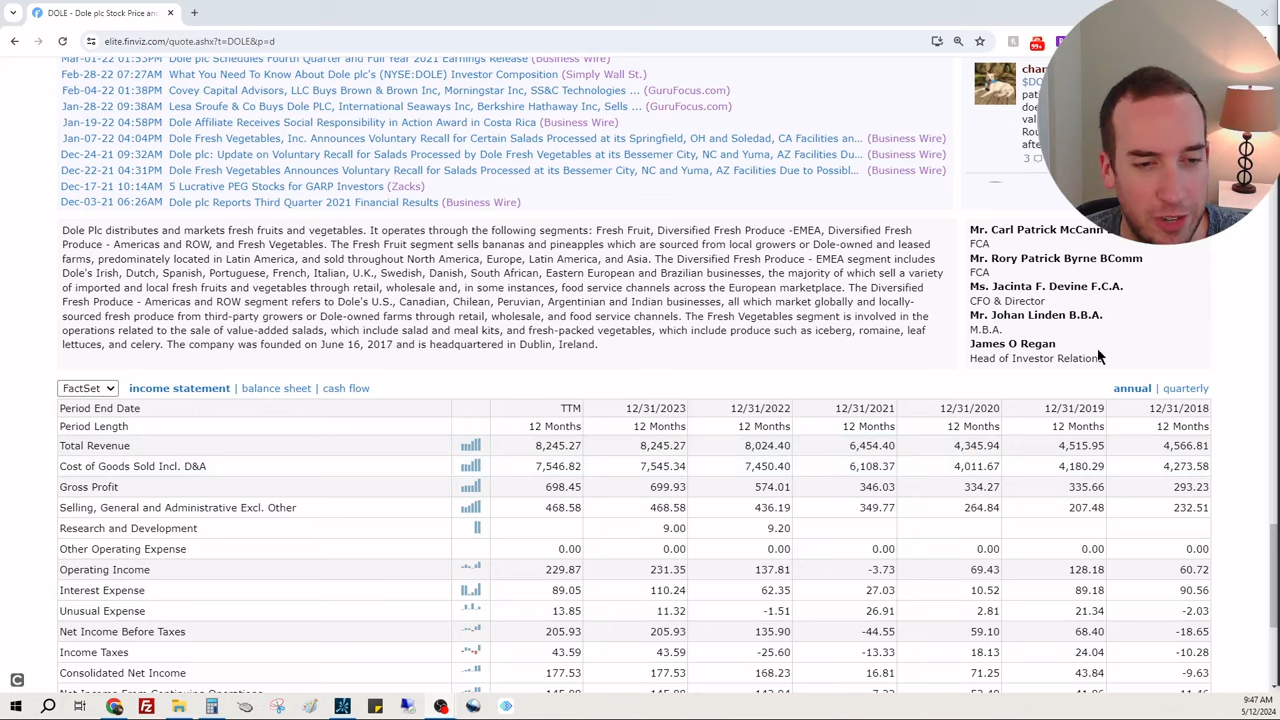 DOLE - Dole plc Stock Price and
elite.finviz.com/quote.ashx?t=DOLE&p=d
99+
Mar-01-22 01:53PM Dole plc Schedules Fourth and Full Year 2021 Earnings Release (Business Wire)
Feb-28-22 07:27AM What You Need To Know About Dole plc's (NYSE:DOLE) Investor Composition (Simply Wall St.)
Feb-04-22 01:38PM Covey Capital Advisors, LLC Buys Brown & Brown Inc, Morningstar Inc, SS&C Technologies ... (GuruFocus.com)
Jan-28-22 09:38AM Lesa Sroufe & Co Buys Dole PLC, International Seaways Inc, Berkshire Hathaway Inc, Sells ... (GuruFocus.com)
Jan-19-22 04:58PM Dole Affiliate Receives Social Responsibility in Action Award in Costa Rica (Business Wire)
Jan-07-22 04:04PM Dole Fresh Vegetables, Inc. Announces Voluntary Recall for Certain Salads Processed at its Springfield, OH and Soledad, CA Facilities an... (Business Wire)
Dec-24-21 09:32AM Dole plc: Update on Voluntary Recall for Salads Processed by Dole Fresh Vegetables at its Bessemer City, NC and Yuma, AZ Facilities Du... (Business Wire)
Dec-22-21 04:31PM Dole Fresh Vegetables Announces Voluntary Recall for Salads Processed at its Bessemer City, NC and Yuma, AZ Facilities Due to Possibl... (Business Wire)
Dec-17-21 10:14AM 5 Lucrative PEG Stocks for GARP Investors (Zacks)
Dec-03-21 06:26AM Dole plc Reports Third Quarter 2021 Financial Results (Business Wire)
char
$DO
pat
doe
val
Rou
afte
3
Dole Plc distributes and markets fresh fruits and vegetables. It operates through the following segments: Fresh Fruit, Diversified Fresh Produce -EMEA, Diversified Fresh
Produce - Americas and ROW, and Fresh Vegetables. The Fresh Fruit segment sells bananas and pineapples which are sourced from local growers or Dole-owned and leased
farms, predominately located in Latin America, and sold throughout North America, Europe, Latin America, and Asia. The Diversified Fresh Produce - EMEA segment includes
Dole's Irish, Dutch, Spanish, Portuguese, French, Italian, U.K., Swedish, Danish, South African, Eastern European and Brazilian businesses, the majority of which sell a variety
of imported and local fresh fruits and vegetables through retail, wholesale and, in some instances, food service channels across the European marketplace. The Diversified
Fresh Produce - Americas and ROW segment refers to Dole's U.S., Canadian, Chilean, Peruvian, Argentinian and Indian businesses, all which market globally and locally-
sourced fresh produce from third-party growers or Dole-owned farms through retail, wholesale, and food service channels. The Fresh Vegetables segment is involved in the
operations related to the sale of value-added salads, which include salad and meal kits, and fresh-packed vegetables, which include produce such as iceberg, romaine, leaf
lettuces, and celery. The company was founded on June 16, 2017 and is headquartered in Dublin, Ireland.
Mr. Carl Patrick McCann
FCA
Mr. Rory Patrick Byrne BComm
FCA
Ms. Jacinta F. Devine F.C.A.
CFO & Director
Mr. Johan Linden B.B.A.
M.B.A.
James O Regan
Head of Investor Relations
FactSet income statement | balance sheet | cash flow annual | quarterly
Period End Date TTM 12/31/2023 12/31/2022 12/31/2021 12/31/2020 12/31/2019 12/31/2018
Period Length 12 Months 12 Months 12 Months 12 Months 12 Months 12 Months 12 Months
Total Revenue 8,245.27 8,245.27 8,024.40 6,454.40 4,345.94 4,515.95 4,566.81
Cost of Goods Sold Incl. D&A 7,546.82 7,545.34 7,450.40 6,108.37 4,011.67 4,180.29 4,273.58
Gross Profit 698.45 699.93 574.01 346.03 334.27 335.66 293.23
Selling, General and Administrative Excl. Other 468.58 468.58 436.19 349.77 264.84 207.48 232.51
Research and Development 9.00 9.20
Other Operating Expense 0.00 0.00 0.00 0.00 0.00 0.00 0.00
Operating Income 229.87 231.35 137.81 -3.73 69.43 128.18 60.72
Interest Expense 89.05 110.24 62.35 27.03 10.52 89.18 90.56
Unusual Expense 13.85 11.32 -1.51 26.91 2.81 21.34 -2.03
Net Income Before Taxes 205.93 205.93 135.90 -44.55 59.10 68.40 -18.65
Income Taxes 43.59 43.59 -25.60 -13.33 18.13 24.04 -10.28
Consolidated Net Income 177.53 177.53 168.23 16.81 71.25 43.84 -9.63
Net Income From Continuing Operations
9:47 AM
5/12/2024